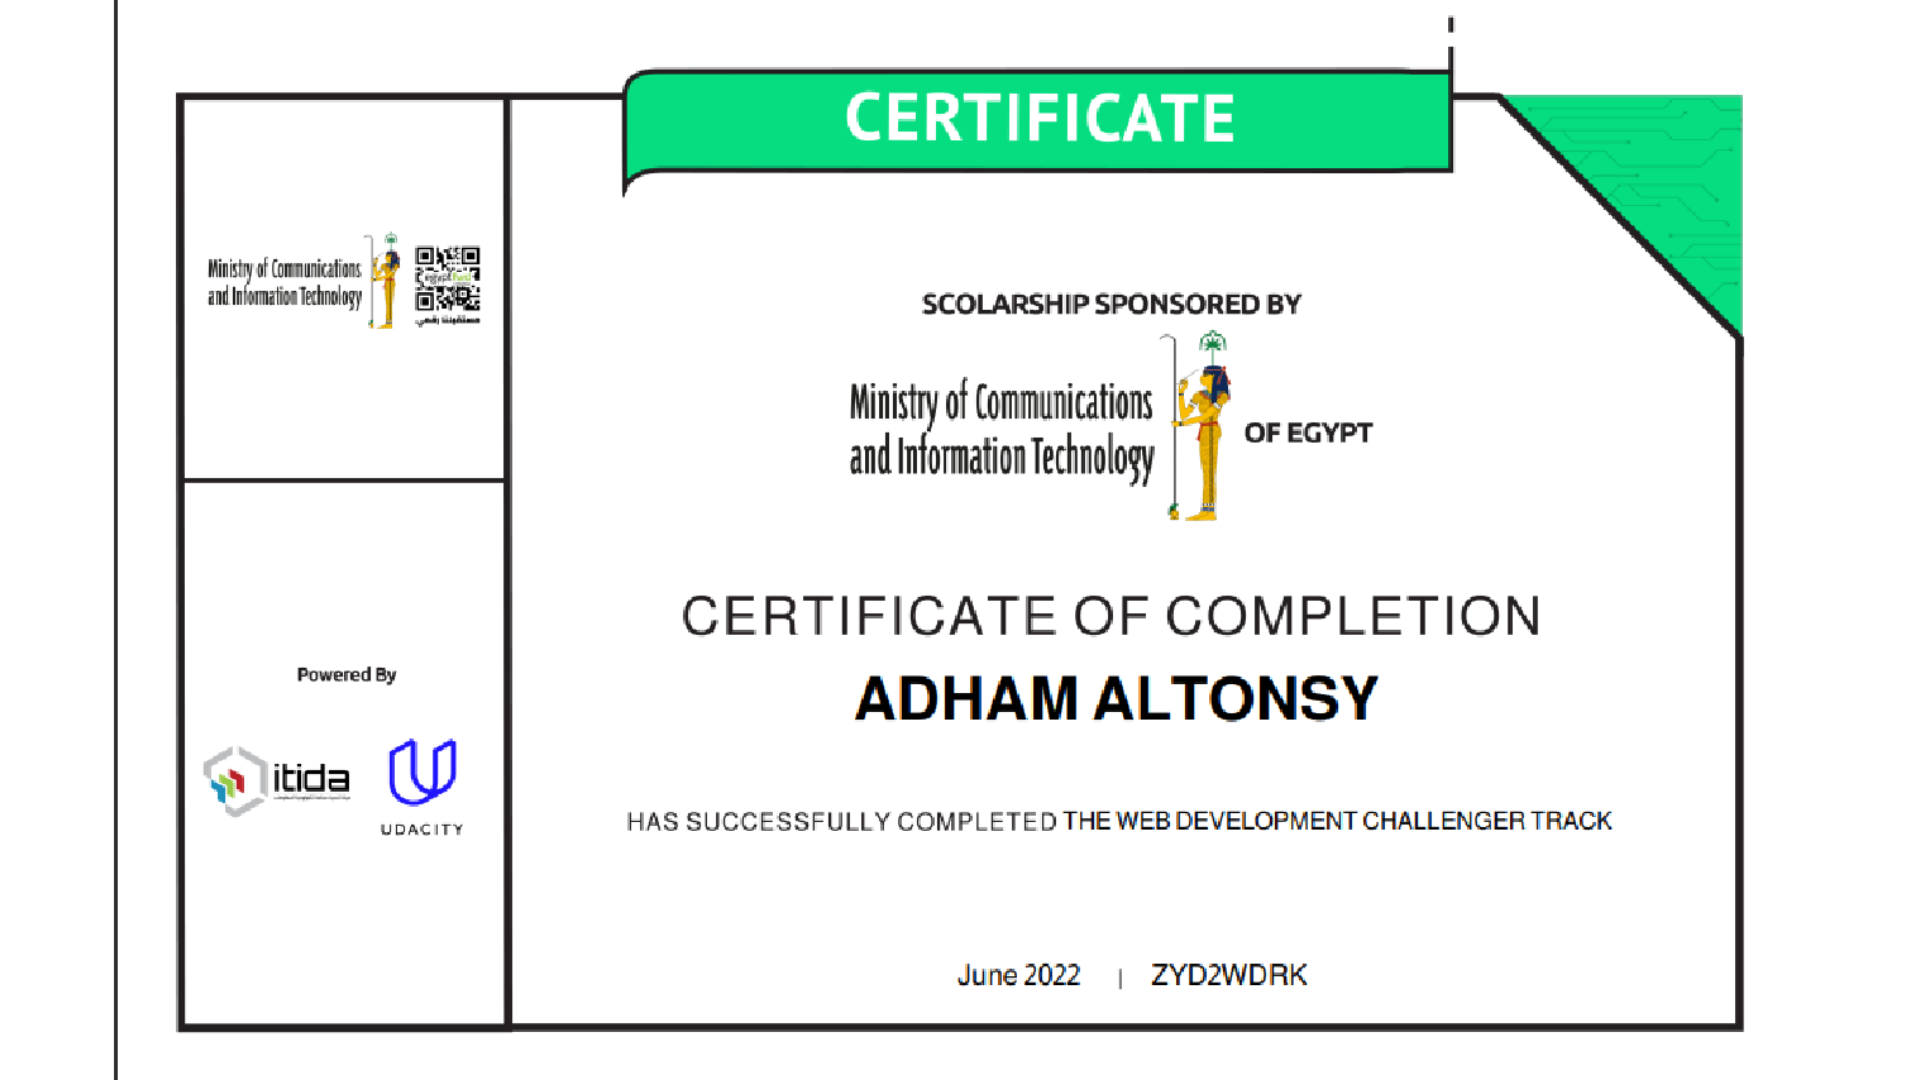 CERTIFICATE
Ministry of Communications
and Information Technology
egypt
SCOLARSHIP SPONSORED BY
Ministry of Communications
and Information Technology
OF EGYPT
CERTIFICATE OF COMPLETION
ADHAM ALTONSY
HAS SUCCESSFULLY COMPLETED THE WEB DEVELOPMENT CHALLENGER TRACK
June 2022 | ZYD2WDRK
Powered By
itida
UDACITY